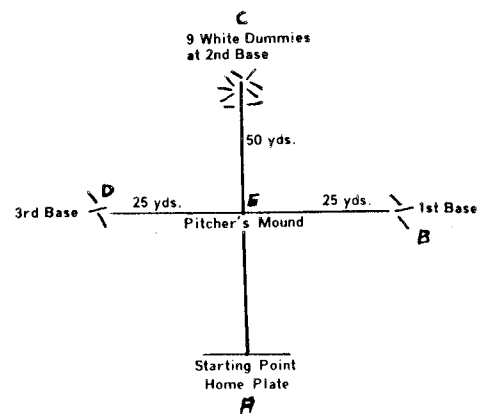 C
9 White Dummies
at 2nd Base
50 yds.
D
25 yds.
E
25 yds.
3rd Base
Pitcher's Mound
1st Base
B
Starting Point
Home Plate
A